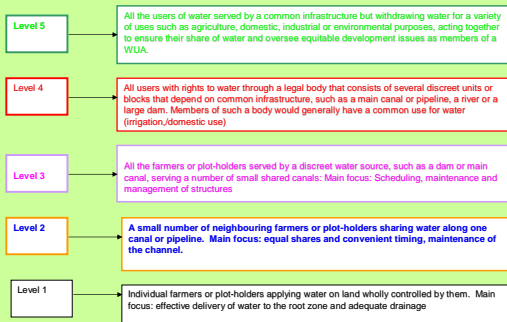 Level 5
All the users of water served by a common infrastructure but withdrawing water for a variety
of uses such as agriculture, domestic, industrial or environmental purposes, acting together
to ensure their share of water and oversee equitable development issues as members of a
WUA.
Level 4
All users with rights to water through a legal body that consists of several discreet units or
blocks that depend on common infrastructure, such as a main canal or pipeline, a river or a
large dam. Members of such a body would generally have a common use for water
(irrigation,/domestic use)
Level 3
All the farmers or plot-holders served by a discreet water source, such as a dam or main
canal, serving a number of small shared canals: Main focus: Scheduling, maintenance and
management of structures
Level 2
A small number of neighbouring farmers or plot-holders sharing water along one
canal or pipeline. Main focus: equal shares and convenient timing, maintenance of
the channel.
Level 1
Individual farmers or plot-holders applying water on land wholly controlled by them. Main
focus: effective delivery of water to the root zone and adequate drainage